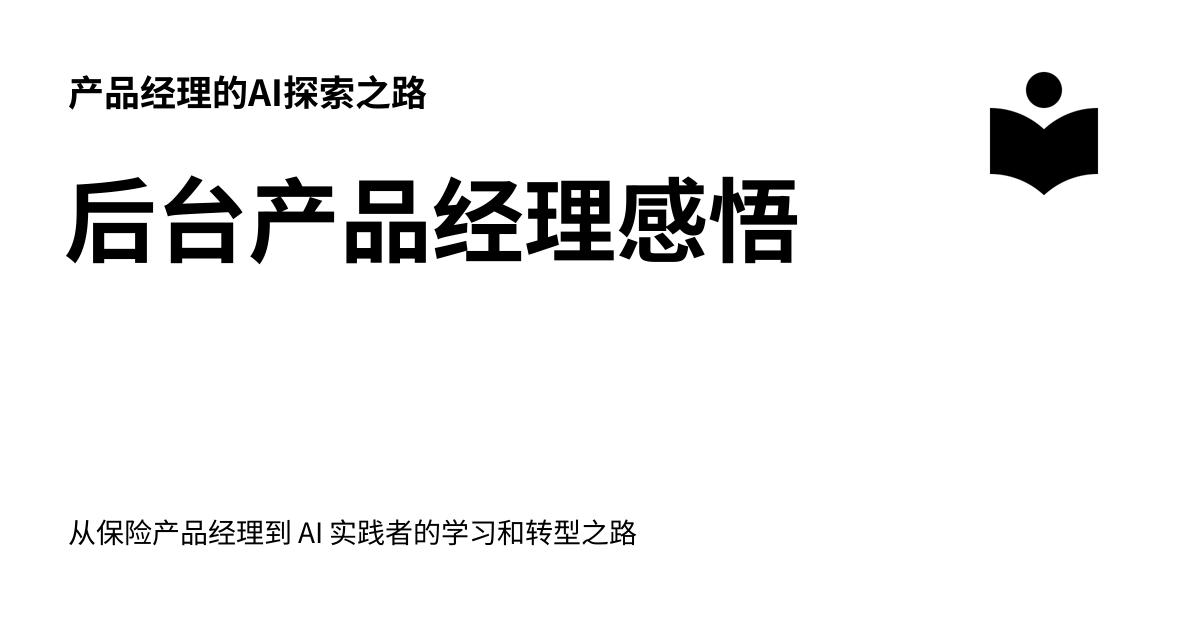 产品经理的AI探索之路
后台产品经理感悟
从保险产品经理到 AI 实践者的学习和转型之路